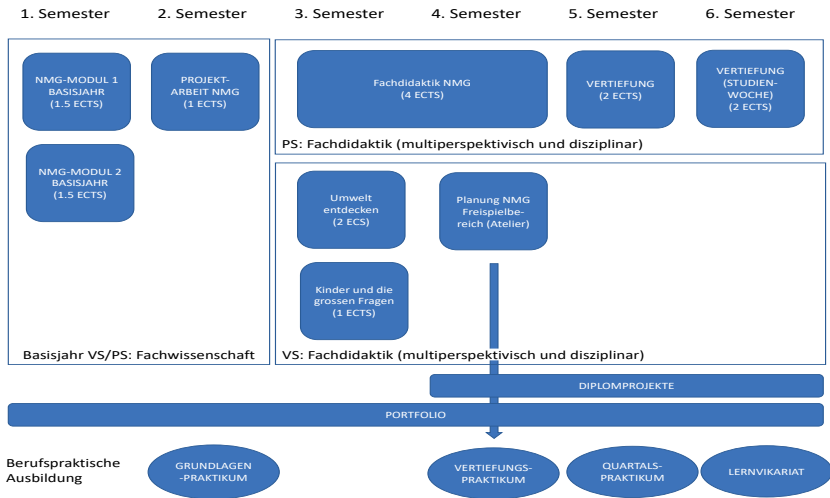 1. Semester
2. Semester
3. Semester
4. Semester
5. Semester
6. Semester
NMG-MODUL 1
BASISJAHR
(1.5 ECTS)
PROJEKT-
ARBEIT NMG
(1 ECTS)
Fachdidaktik NMG
(4 ECTS)
VERTIEFUNG
(2 ECTS)
VERTIEFUNG
(STUDIEN-
WOCHE)
(2 ECTS)
PS: Fachdidaktik (multiperspektivisch und disziplinar)
NMG-MODUL 2
BASISJAHR
(1.5 ECTS)
Umwelt
entdecken
(2 ECS)
Planung NMG
Freispielbe-
reich (Atelier)
Kinder und die
grossen Fragen
(1 ECTS)
Basisjahr VS/PS: Fachwissenschaft
VS: Fachdidaktik (multiperspektivisch und disziplinar)
DIPLOMPROJEKTE
PORTFOLIO
Berufspraktische
Ausbildung
GRUNDLAGEN
-PRAKTIKUM
VERTIEFUNGS-
PRAKTIKUM
QUARTALS-
PRAKTIKUM
LERNVIKARIAT